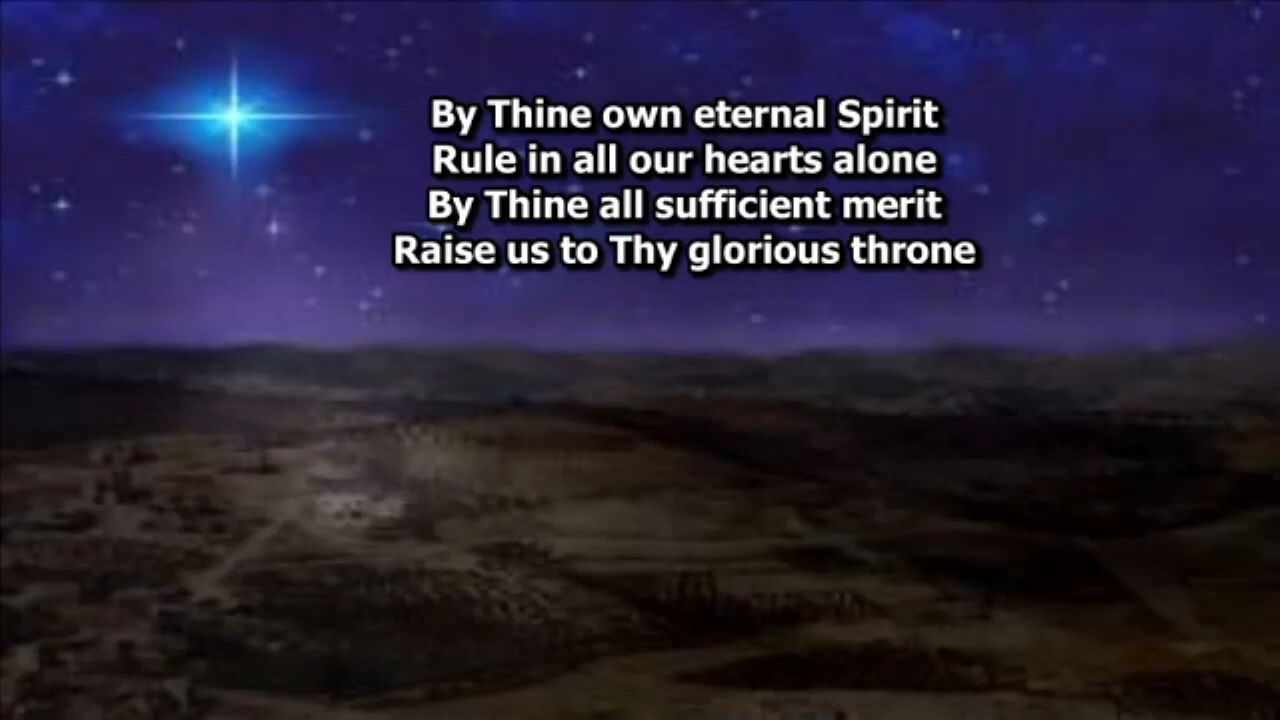 By Thine own eternal Spirit
Rule in all our hearts alone
By Thine all sufficient merit
Raise us to Thy glorious throne